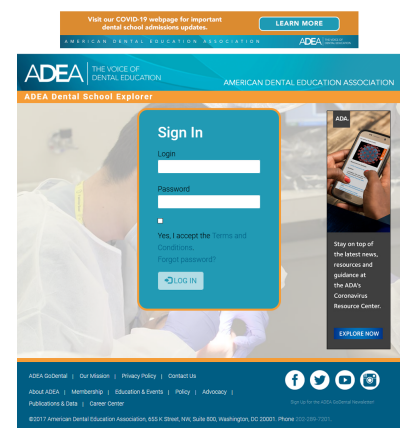 Visit our COVID-19 webpage for important
dental school admissions updates.
LEARN MORE
AMERICAN DENTAL EDUCATION ASSOCIATION
ADEA
ADEA THE VOICE OF
DENTAL EDUCATION
AMERICAN DENTAL EDUCATION ASSOCIATION
ADEA Dental School Explorer
Sign In
Login
Password
Yes, I accept the Terms and
Conditions.
Forgot password?
LOG IN
ADA.
Stay on top of
the latest news,
resources and
guidance at
the ADA's
Coronavirus
Resource Center.
EXPLORE NOW
ADEA GoDental | Our Mission | Privacy Policy | Contact Us
About ADEA | Membership | Education & Events | Policy | Advocacy |
Publications & Data | Career Center
Sign Up for the ADEA GoDental Newsletter!
©2017 American Dental Education Association, 655 K Street, NW, Suite 800, Washington, DC 20001. Phone 202-289-7201.